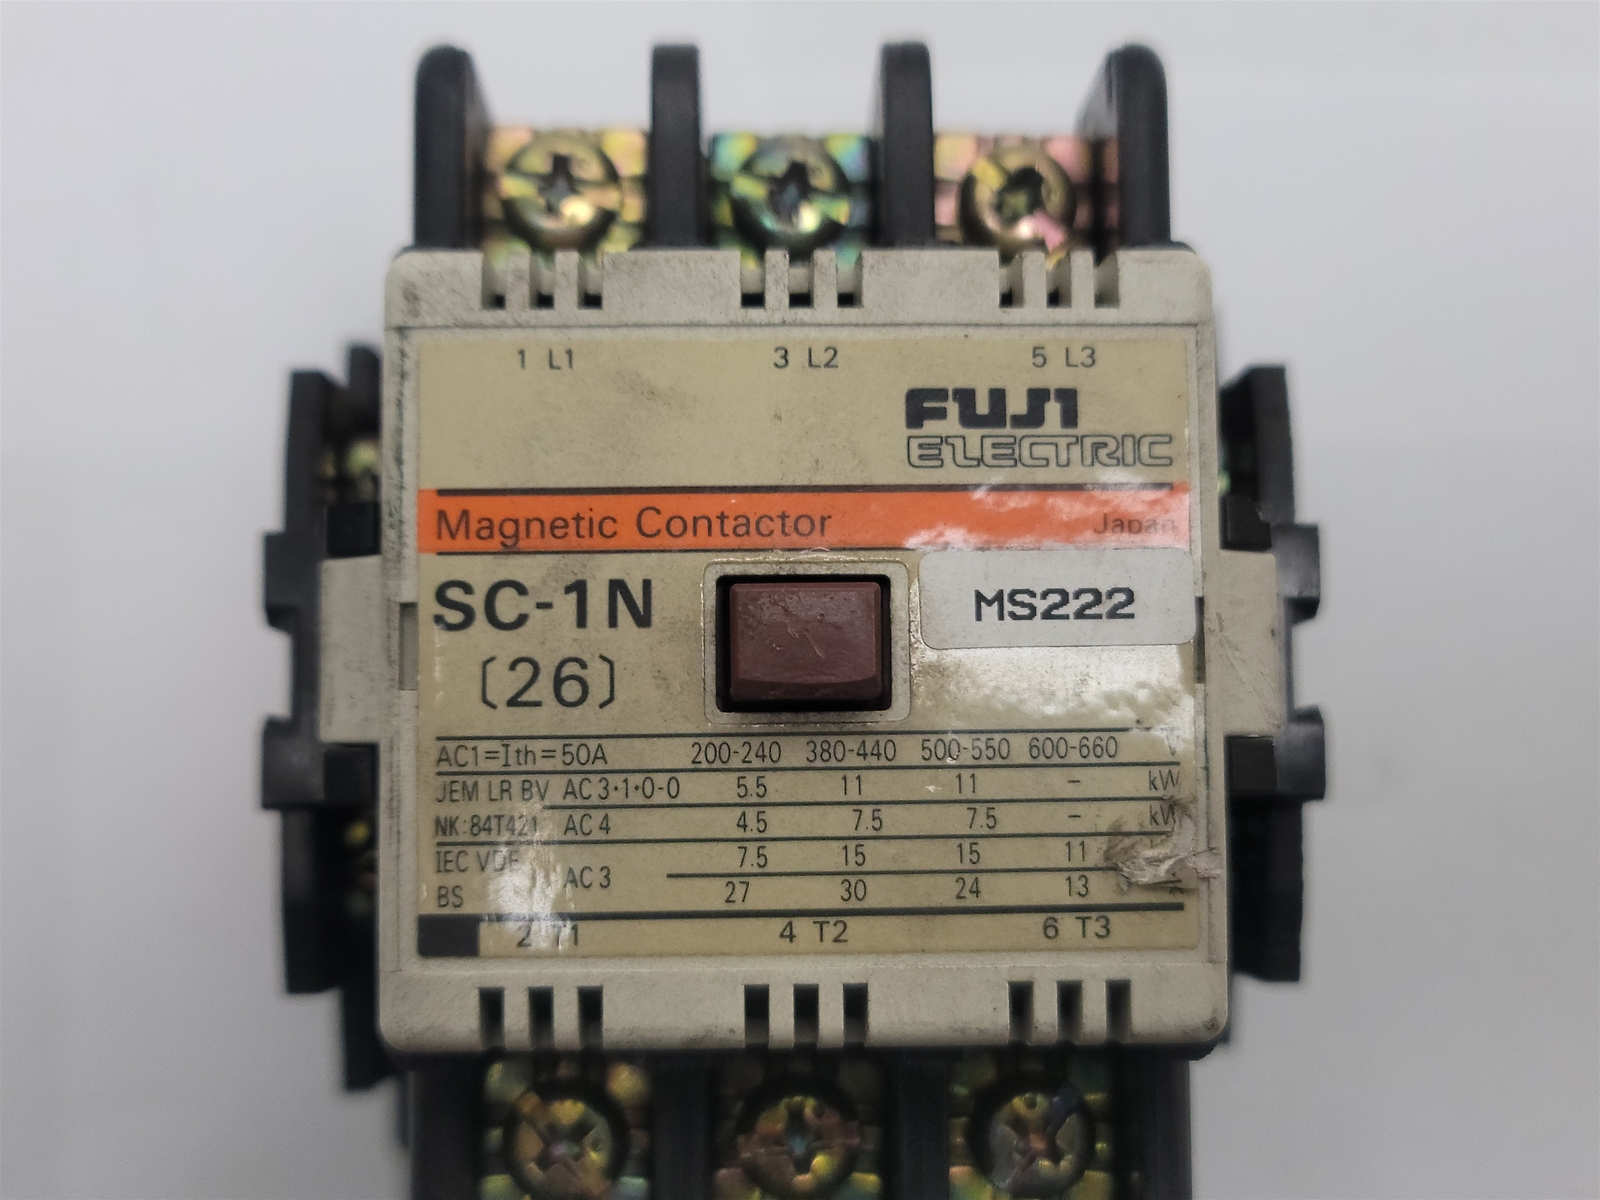 1 L1 3 L2 5 L3
FUJI
ELECTRIC
Magnetic Contactor Japan
SC-1N
MS222
(26)
AC1=Ith=50A 200-240 380-440 500-550 600-660 V
JEM LR BV AC3·1·0-0 5.5 11 11 – kW
NK:84T421 AC4 4.5 7.5 7.5 – kW
IEC VDE 7.5 15 15 11
BS AC3 27 30 24 13
2 T1 4 T2 6 T3